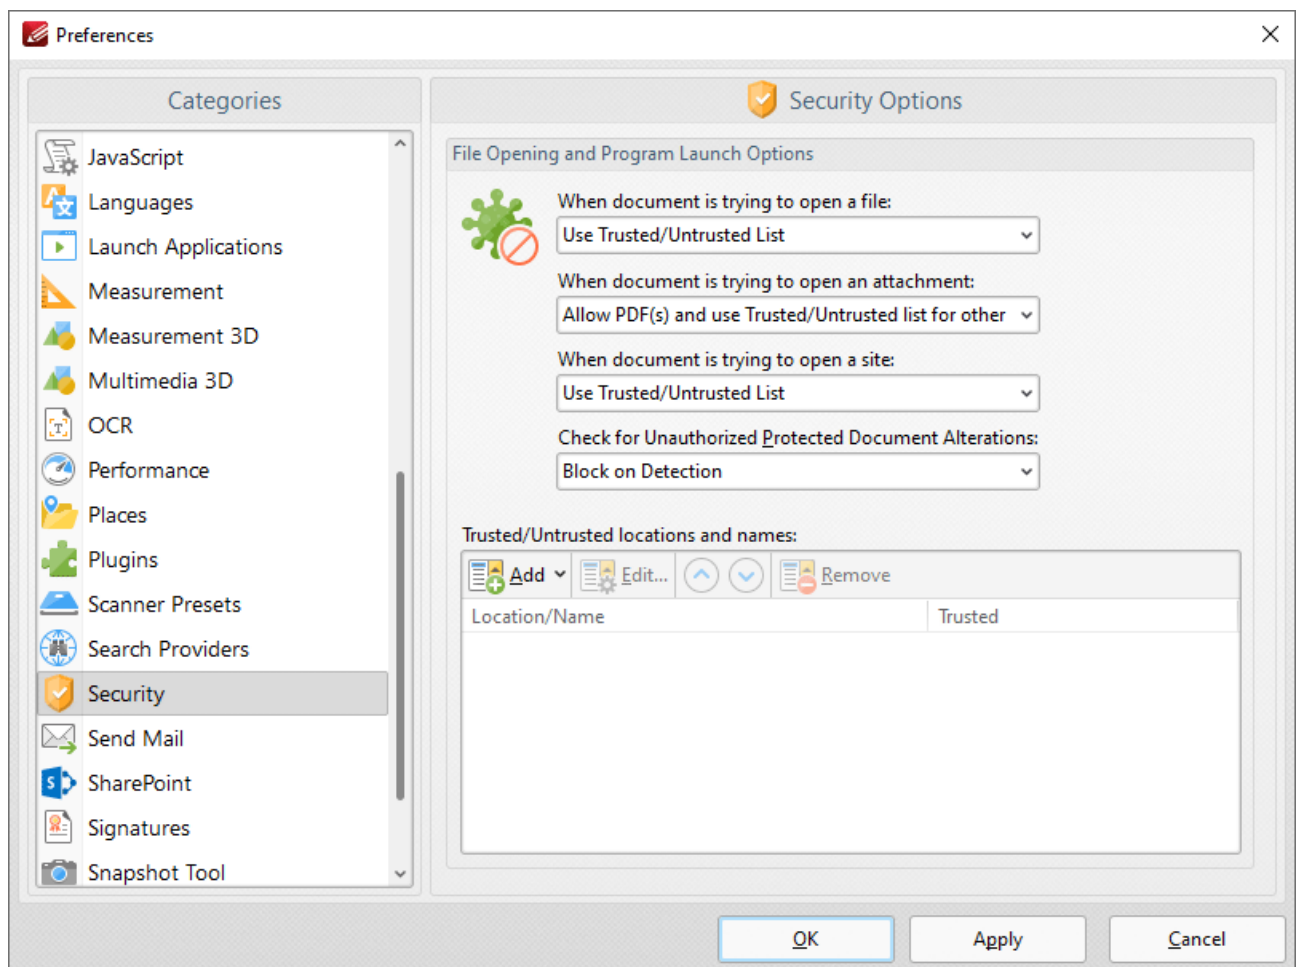 Preferences
Categories
JavaScript
Languages
Launch Applications
Measurement
Measurement 3D
Multimedia 3D
OCR
Performance
Places
Plugins
Scanner Presets
Search Providers
Security
Send Mail
SharePoint
Signatures
Snapshot Tool
Security Options
File Opening and Program Launch Options
When document is trying to open a file:
Use Trusted/Untrusted List
When document is trying to open an attachment:
Allow PDF(s) and use Trusted/Untrusted list for other
When document is trying to open a site:
Use Trusted/Untrusted List
Check for Unauthorized Protected Document Alterations:
Block on Detection
Trusted/Untrusted locations and names:
Add Edit... Remove
Location/Name Trusted
OK Apply Cancel